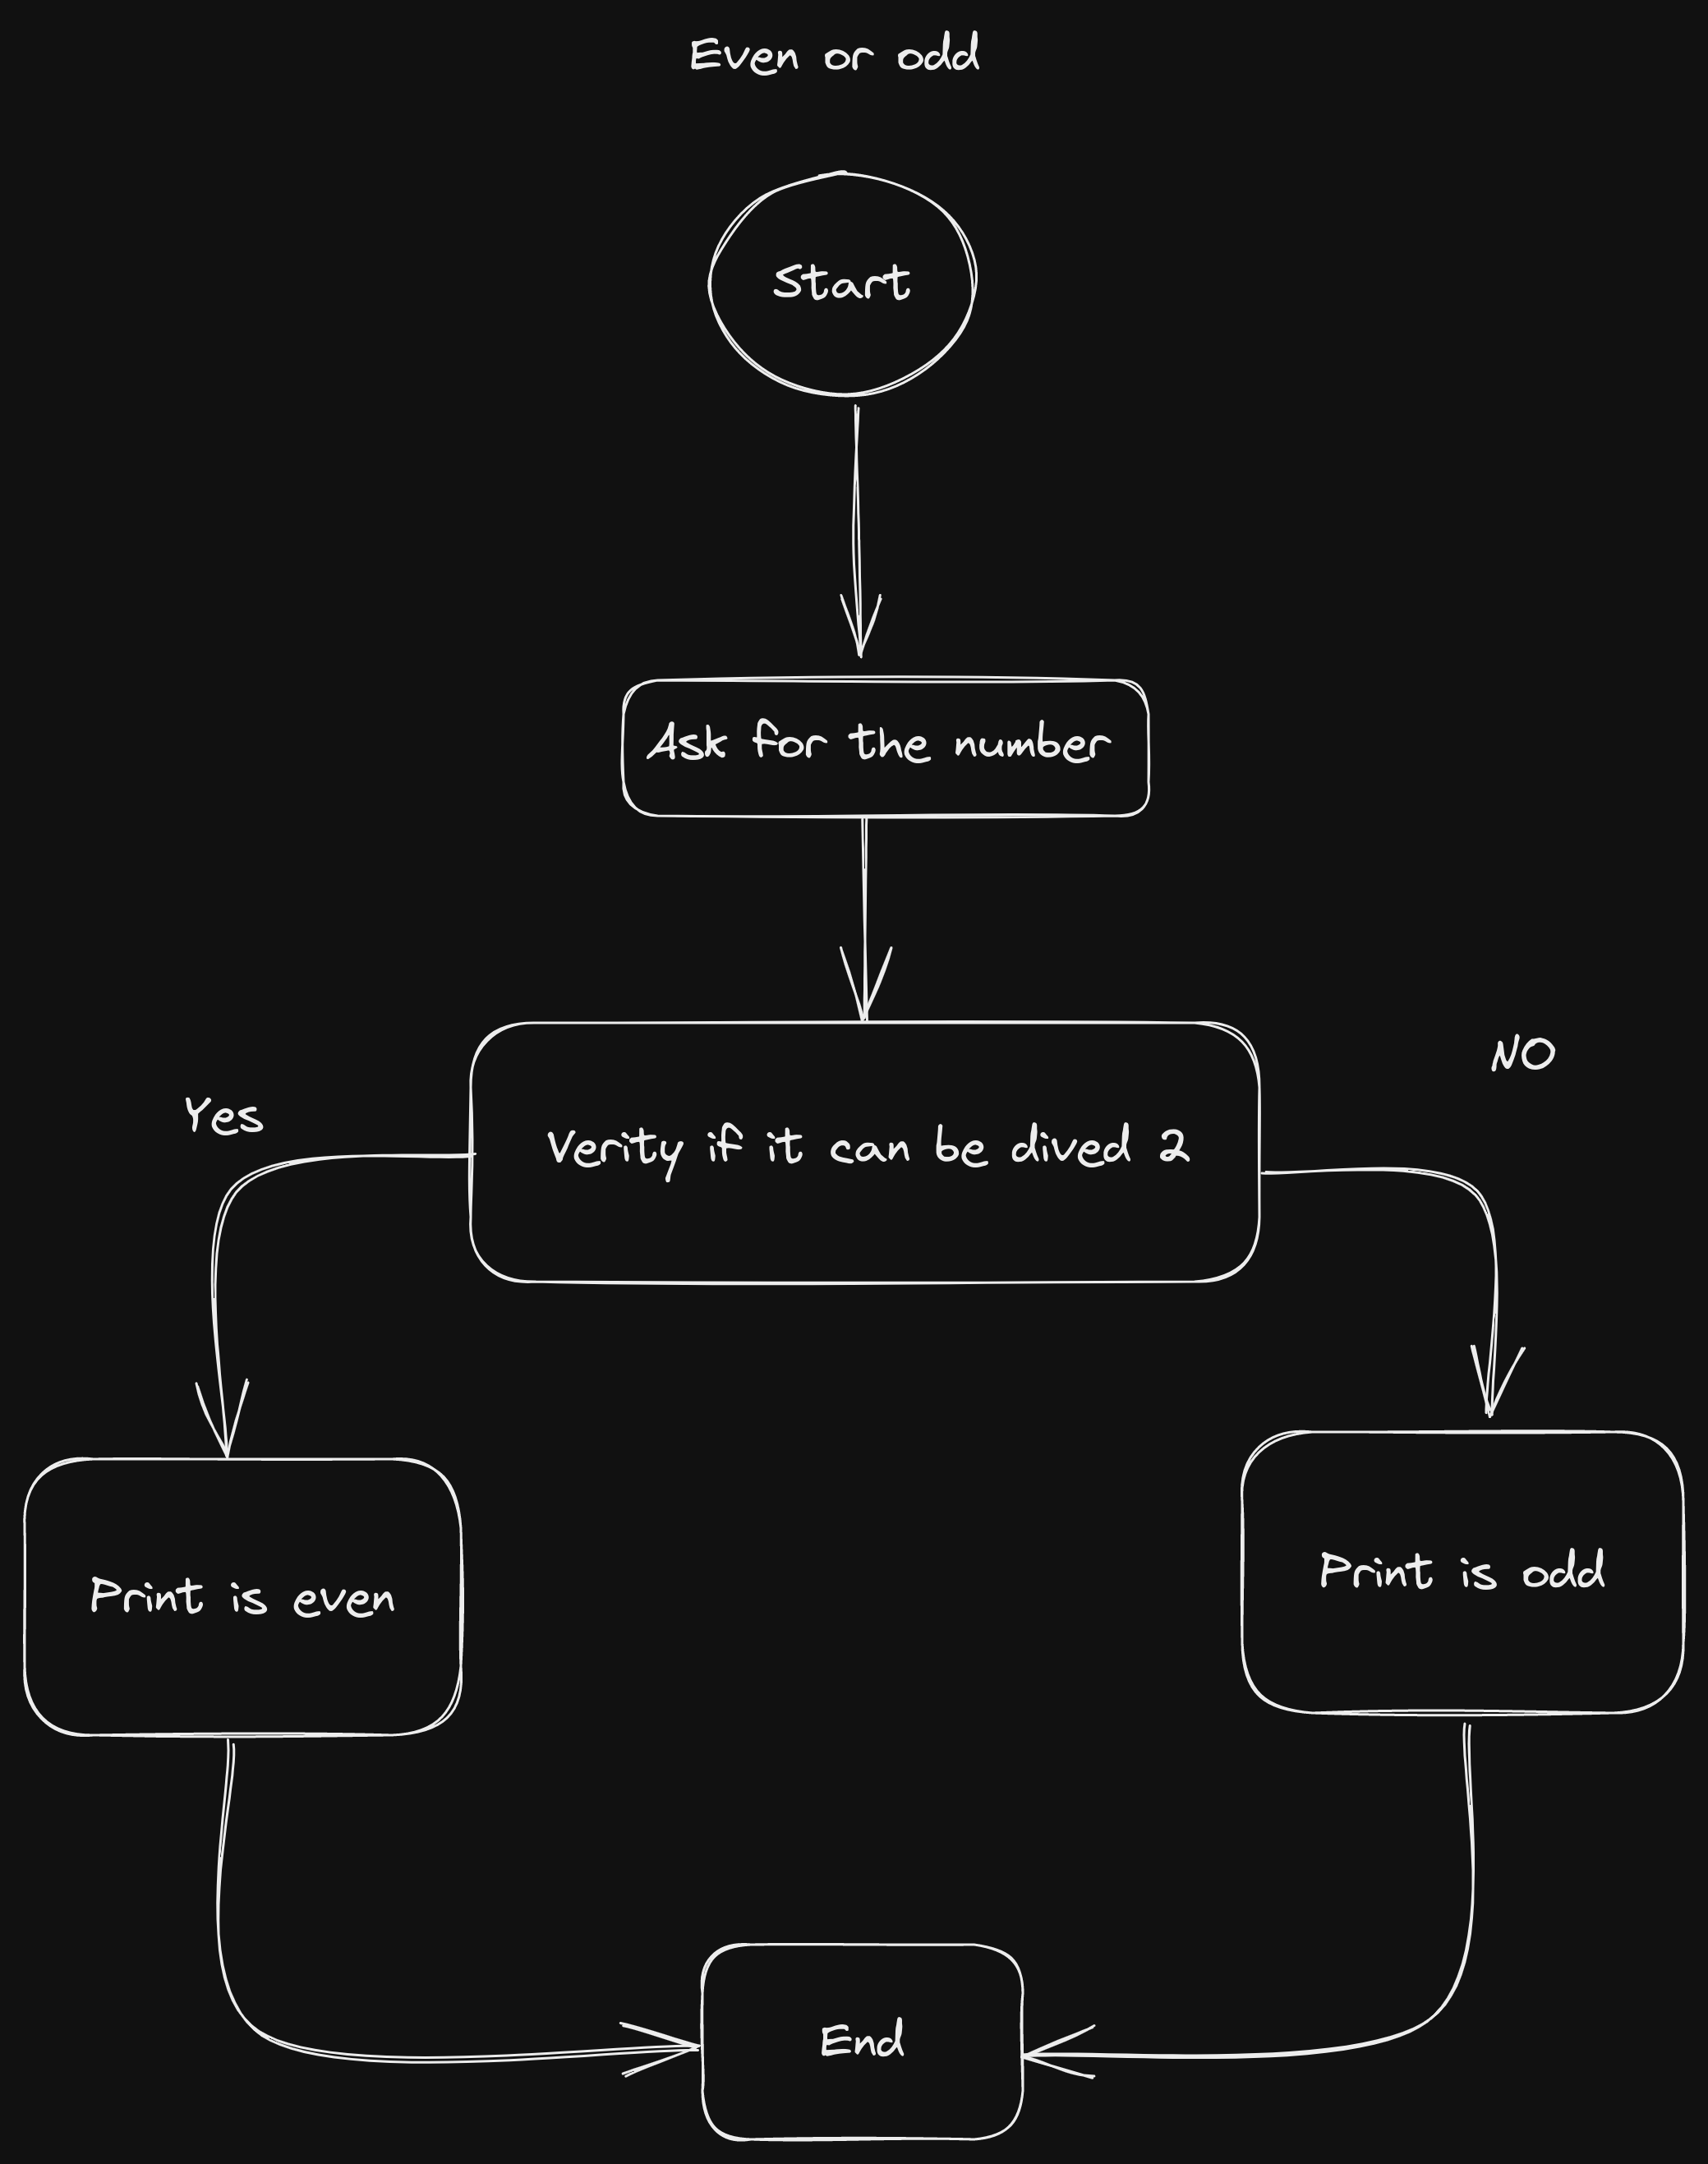 Even or odd
Start
Ask for the number
Verity if it can be dived 2
Yes
NO
Print is even
Print is odd
End